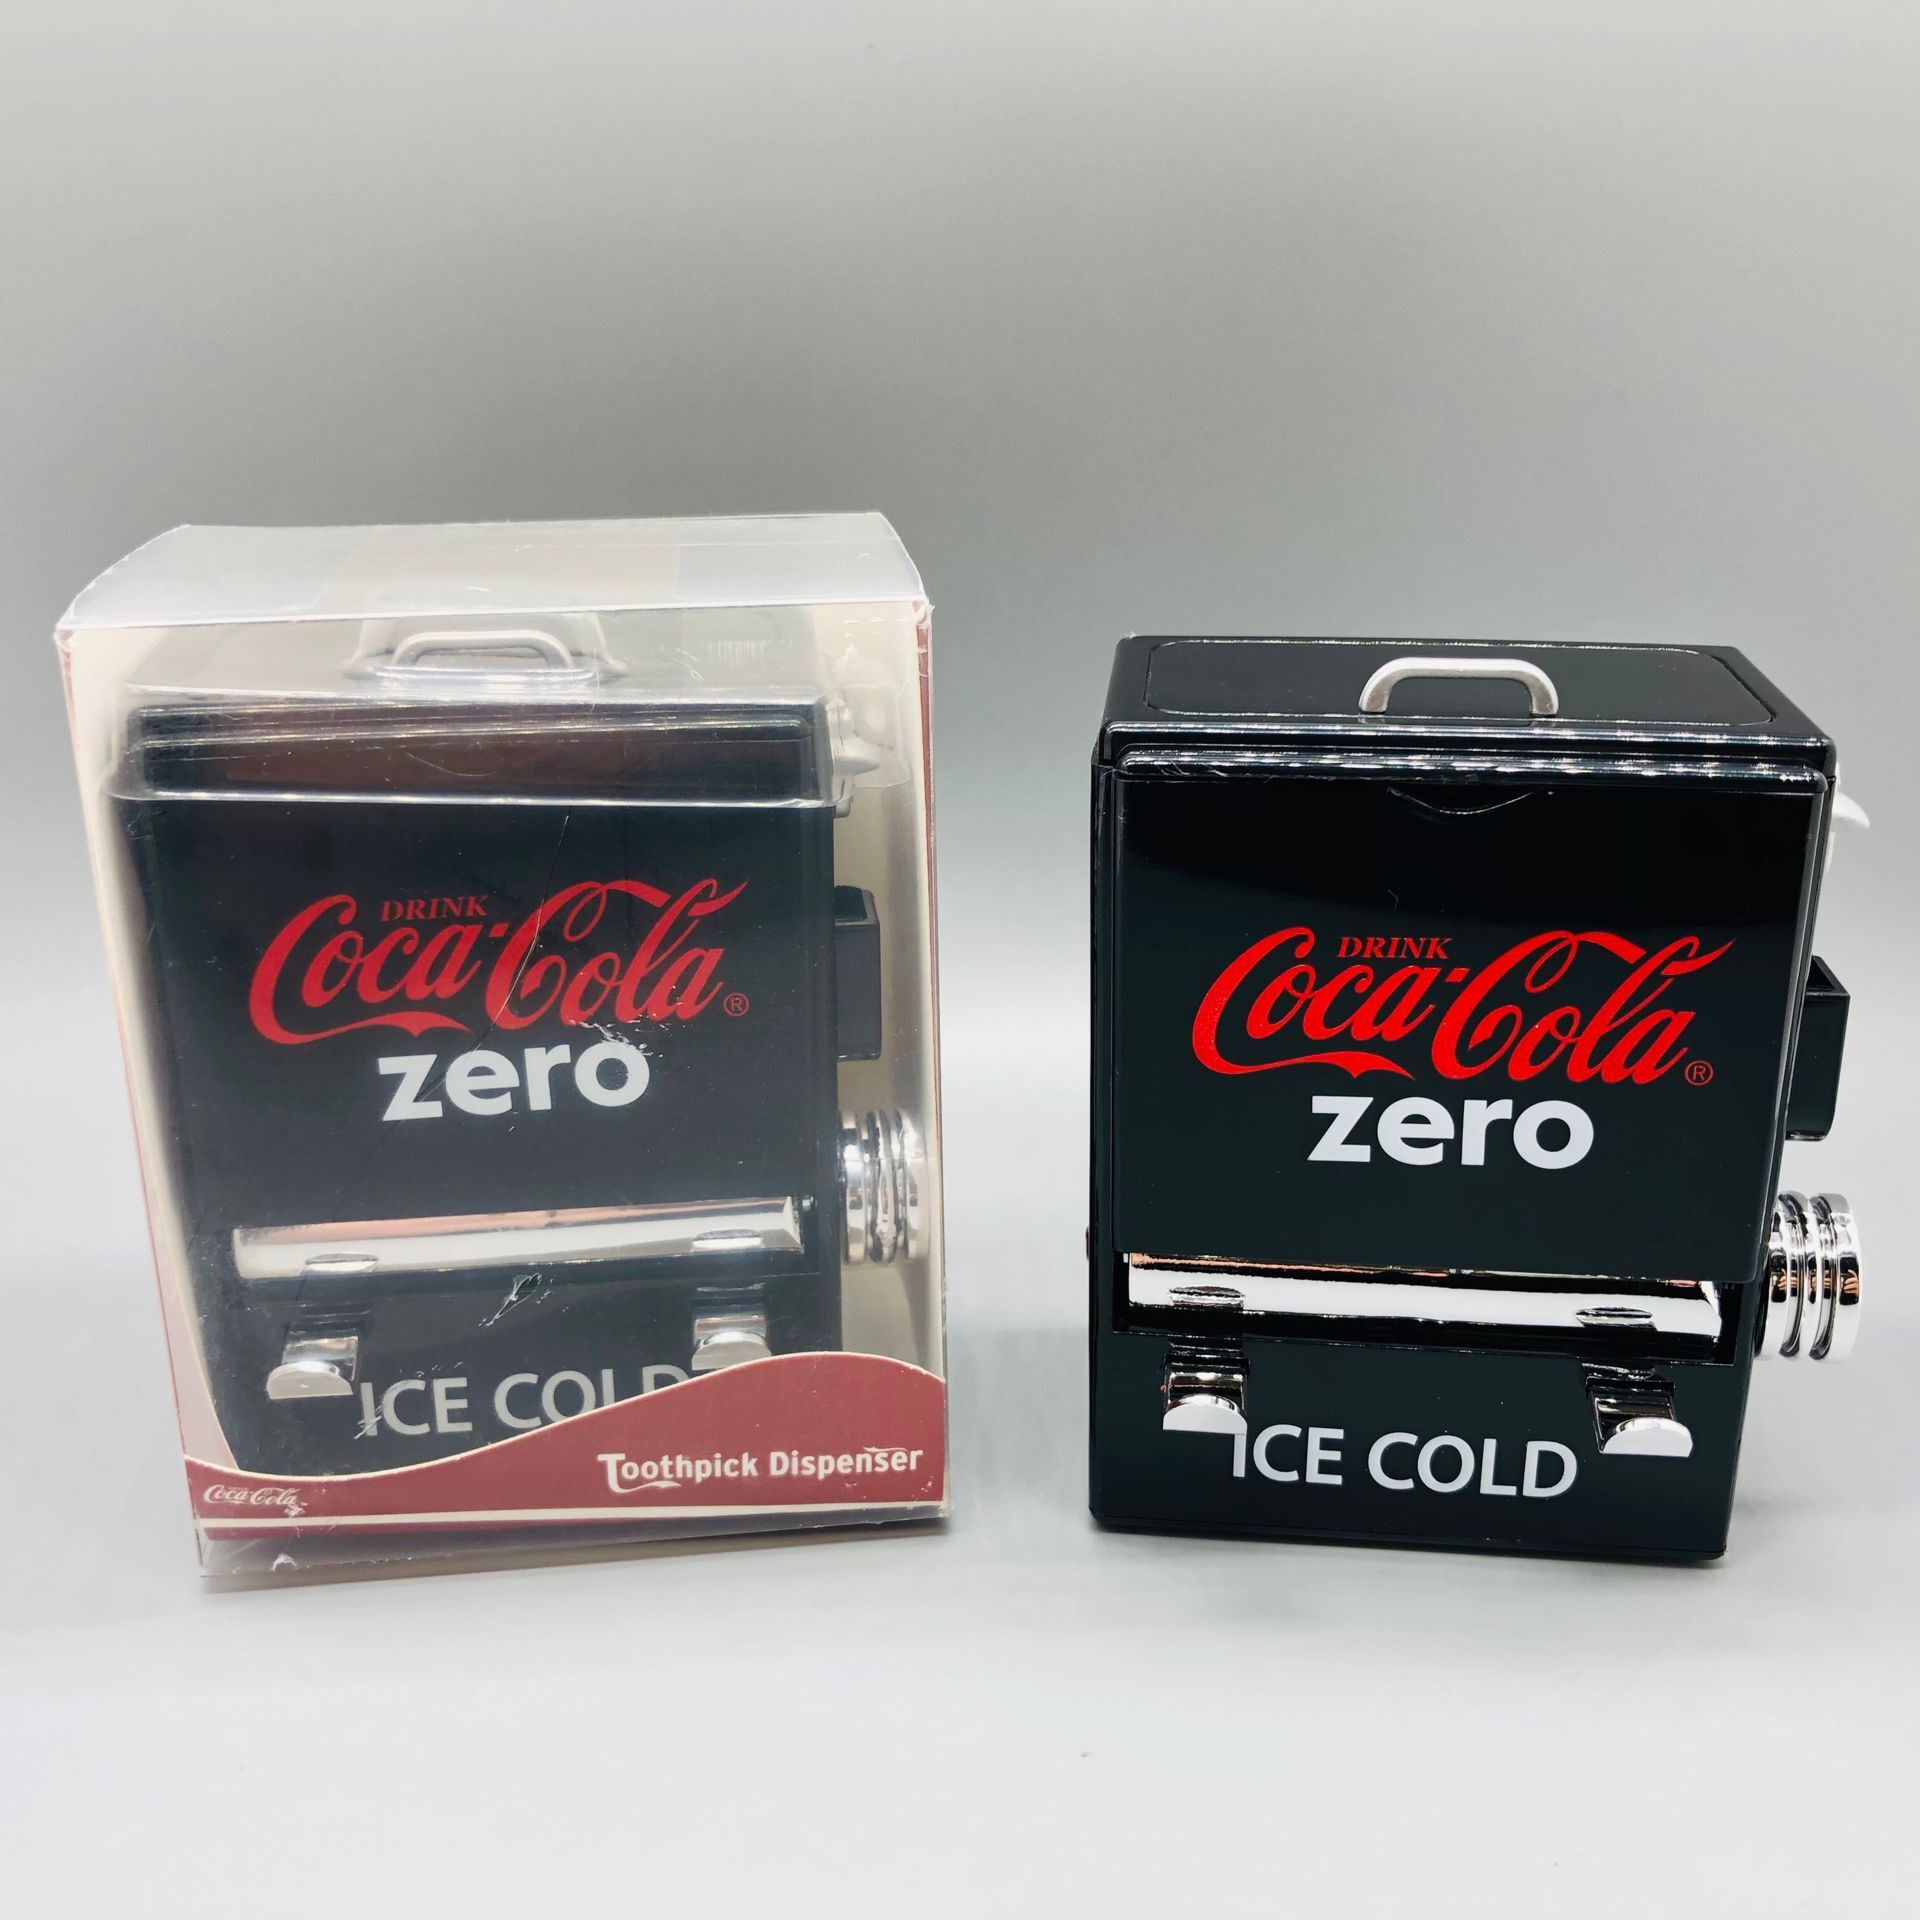 DRINK
Coca-Cola®
zero
ICE COLD
Toothpick Dispenser
Coca-Cola
DRINK
Coca-Cola®
zero
ICE COLD